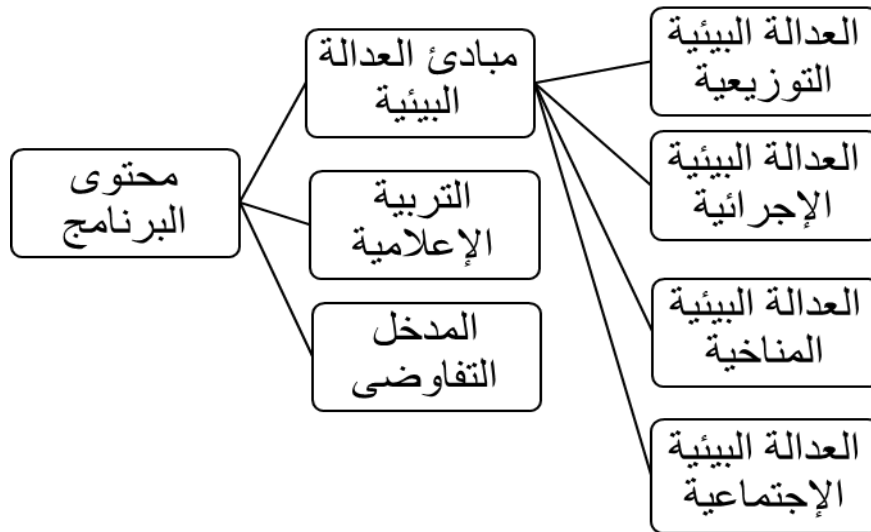 محتوى
البرنامج
مبادئ العدالة
البيئية
التربية
الإعلامية
المدخل
التفاوضى
العدالة البيئية
التوزيعية
العدالة البيئية
الإجرائية
العدالة البيئية
المناخية
العدالة البيئية
الإجتماعية